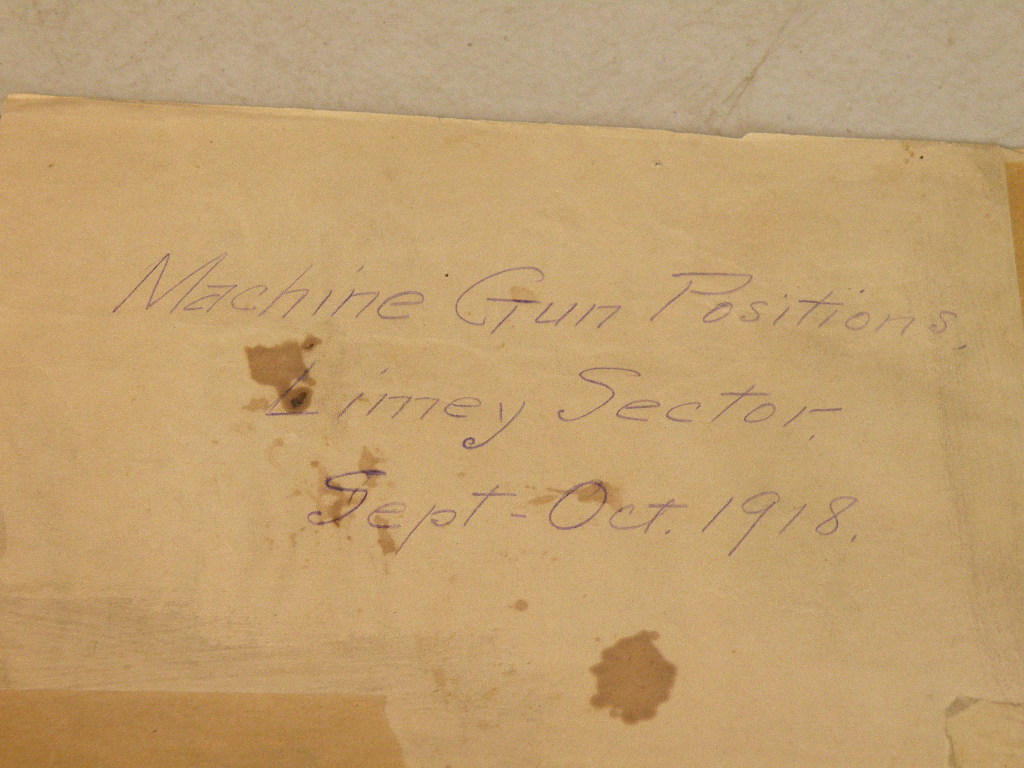 Machine Gun Positions,
Limey Sector.
Sept-Oct. 1918.